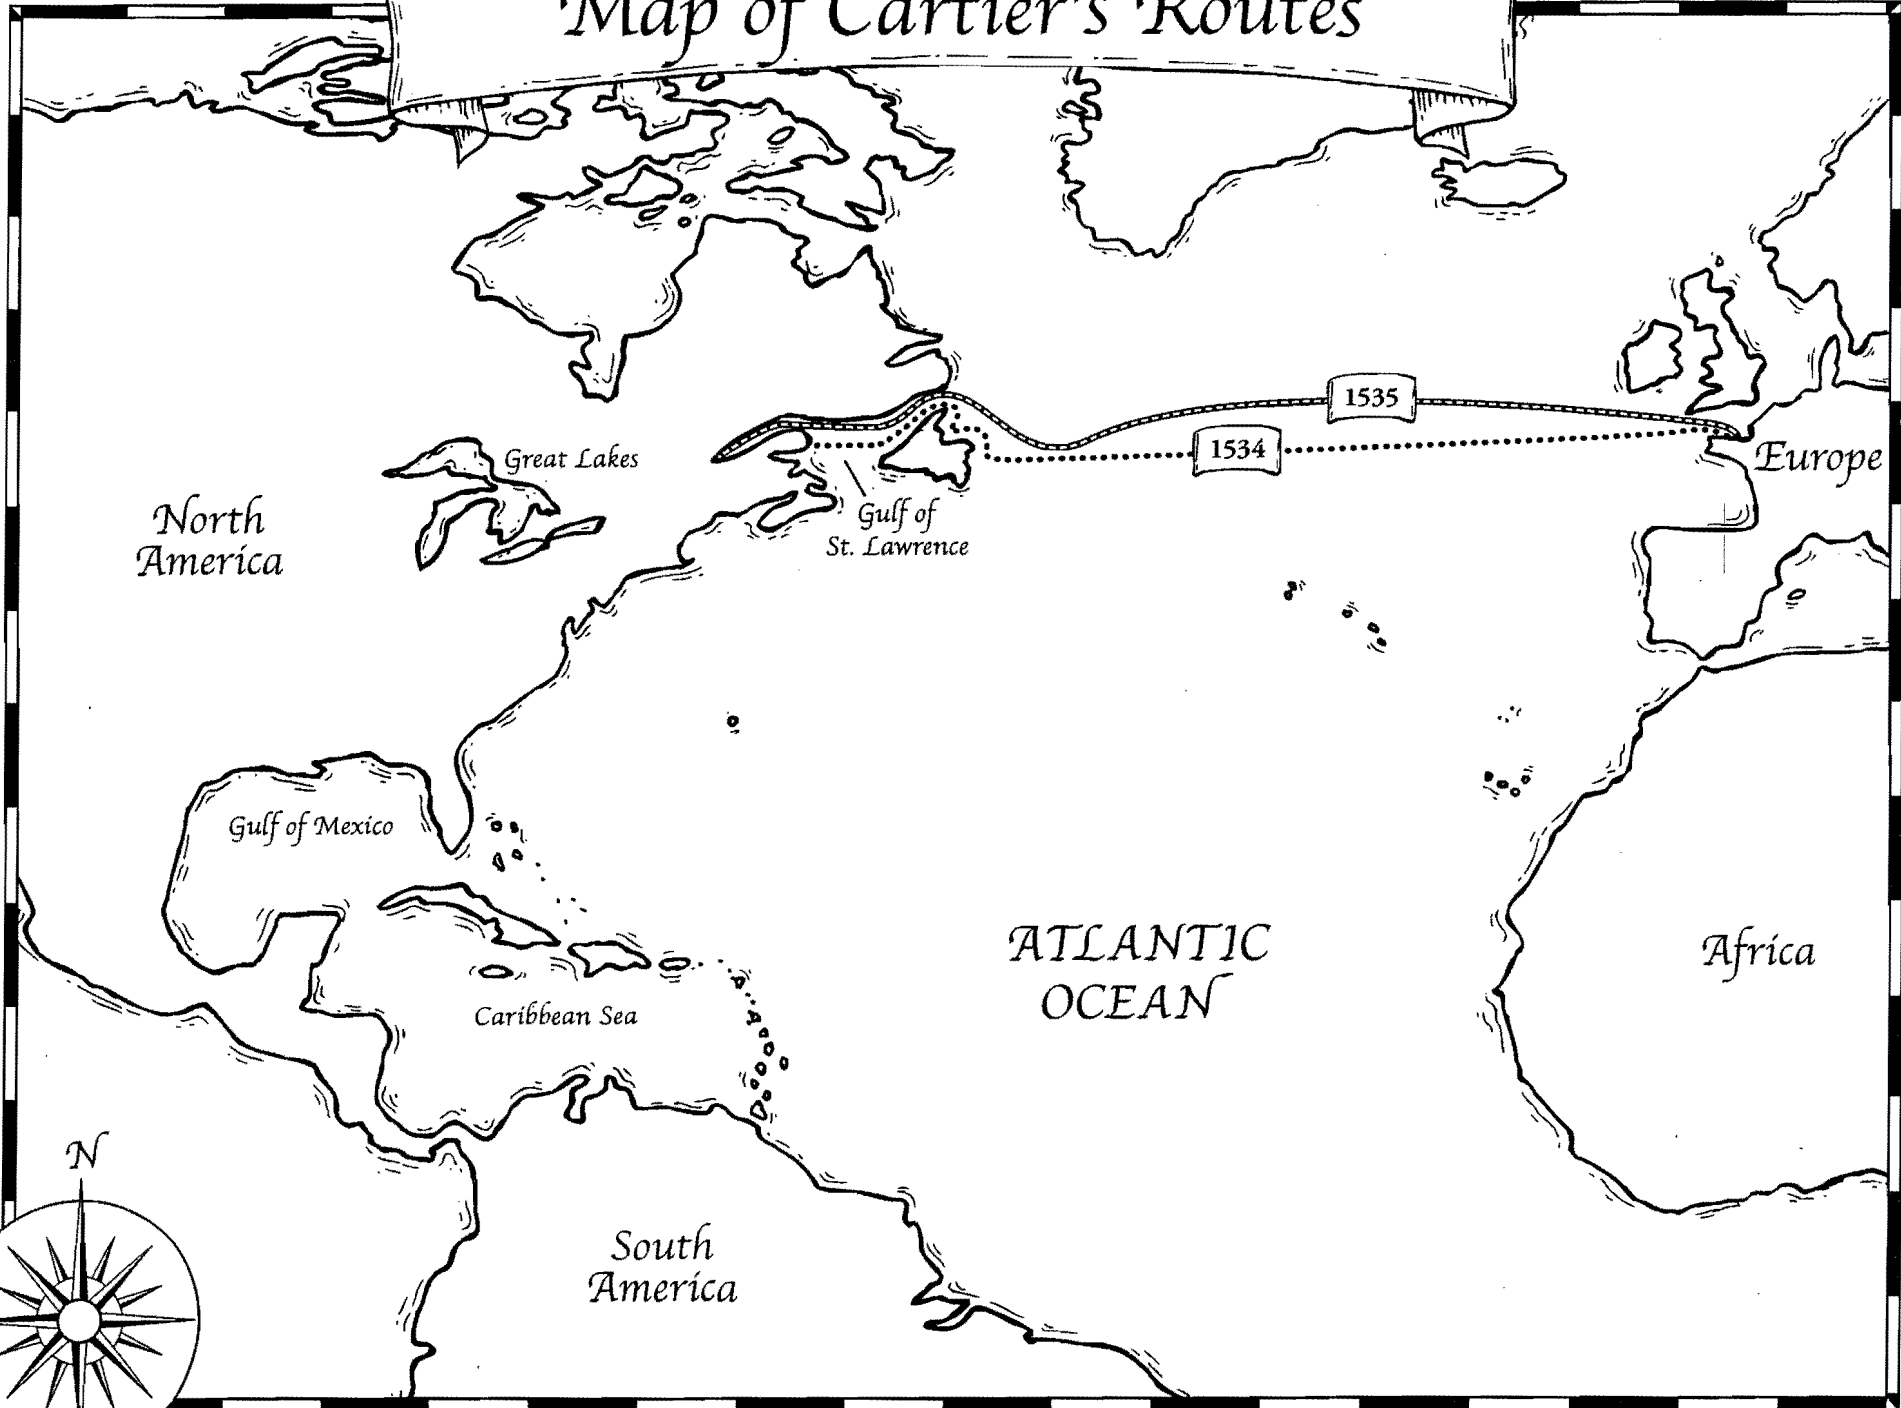 Map of Cartier's Routes
1535
1534
Great Lakes
Europe
North
America
Gulf of
St. Lawrence
Gulf of Mexico
ATLANTIC
OCEAN
Africa
Caribbean Sea
N
South
America